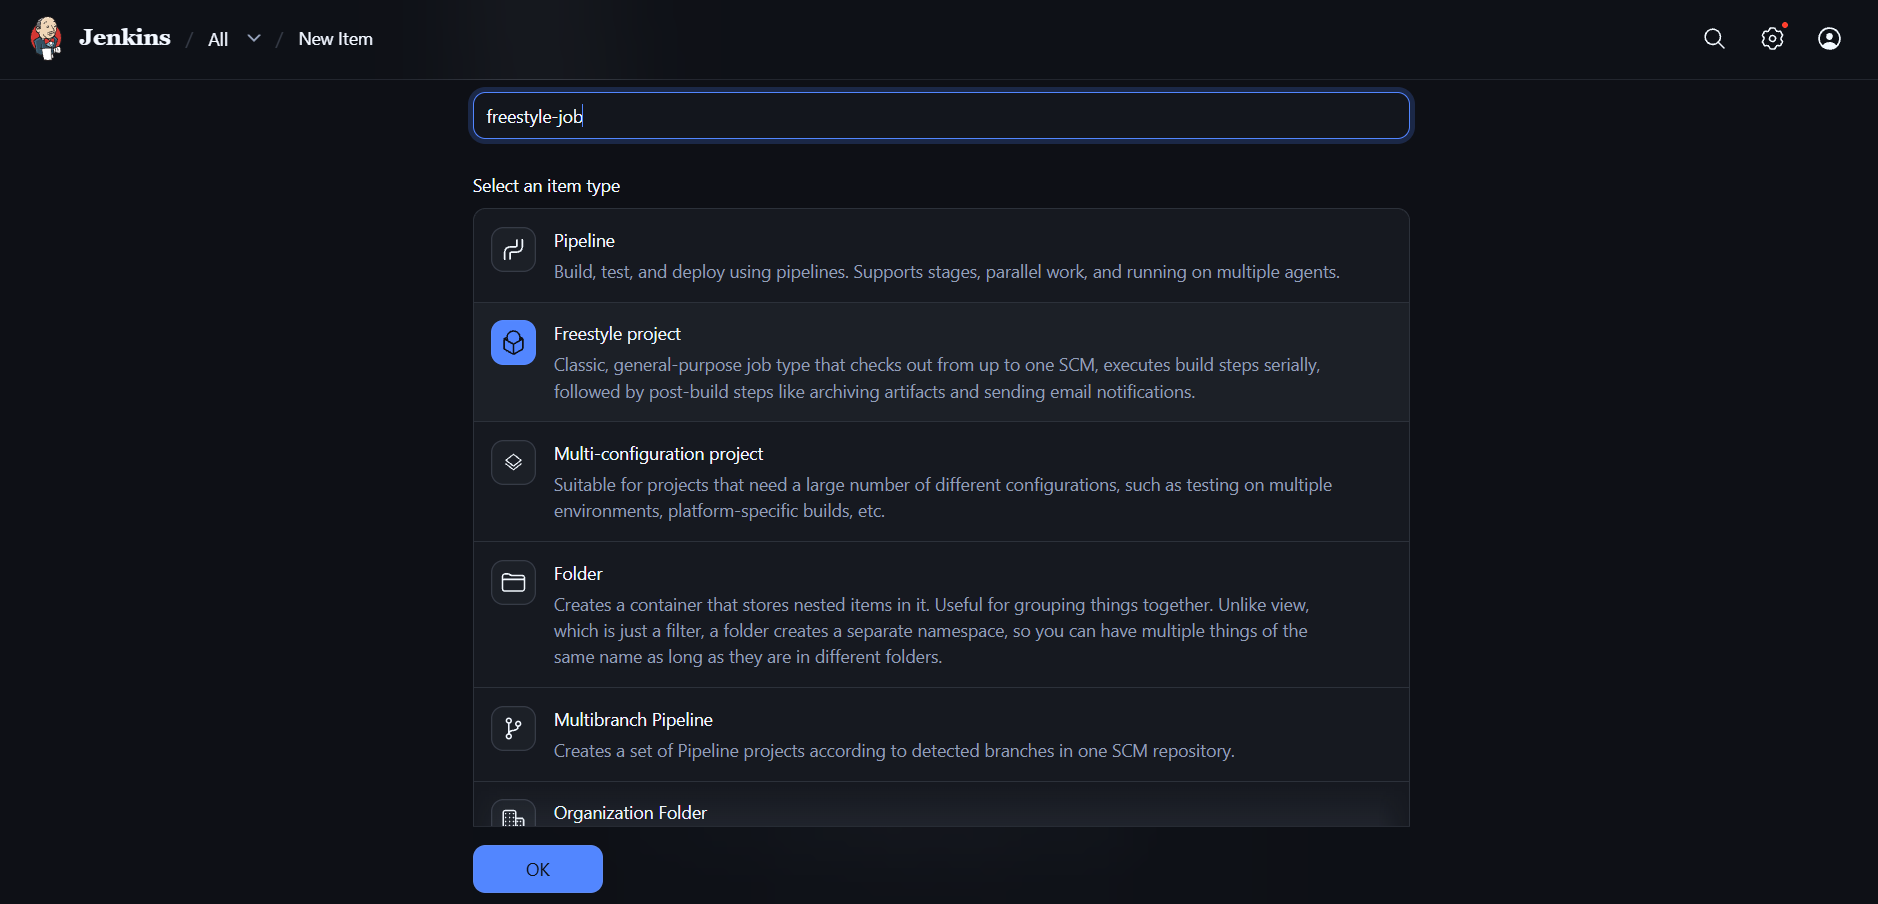 Jenkins / All / New Item
freestyle-job
Select an item type
Pipeline
Build, test, and deploy using pipelines. Supports stages, parallel work, and running on multiple agents.
Freestyle project
Classic, general-purpose job type that checks out from up to one SCM, executes build steps serially,
followed by post-build steps like archiving artifacts and sending email notifications.
Multi-configuration project
Suitable for projects that need a large number of different configurations, such as testing on multiple
environments, platform-specific builds, etc.
Folder
Creates a container that stores nested items in it. Useful for grouping things together. Unlike view,
which is just a filter, a folder creates a separate namespace, so you can have multiple things of the
same name as long as they are in different folders.
Multibranch Pipeline
Creates a set of Pipeline projects according to detected branches in one SCM repository.
Organization Folder
OK